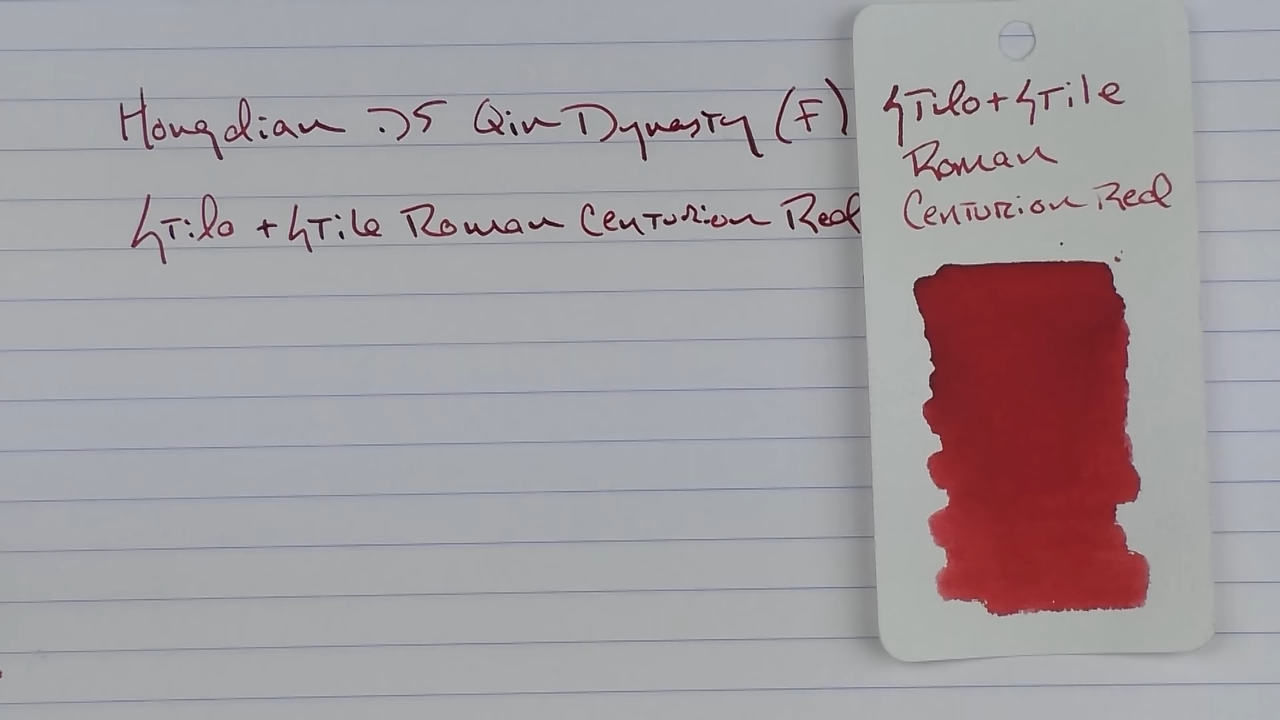 Hongdian D5 Qin Dynasty (F)
Stilo + Stile Roman Centurion Red
Stilo + Stile
Roman
Centurion Red